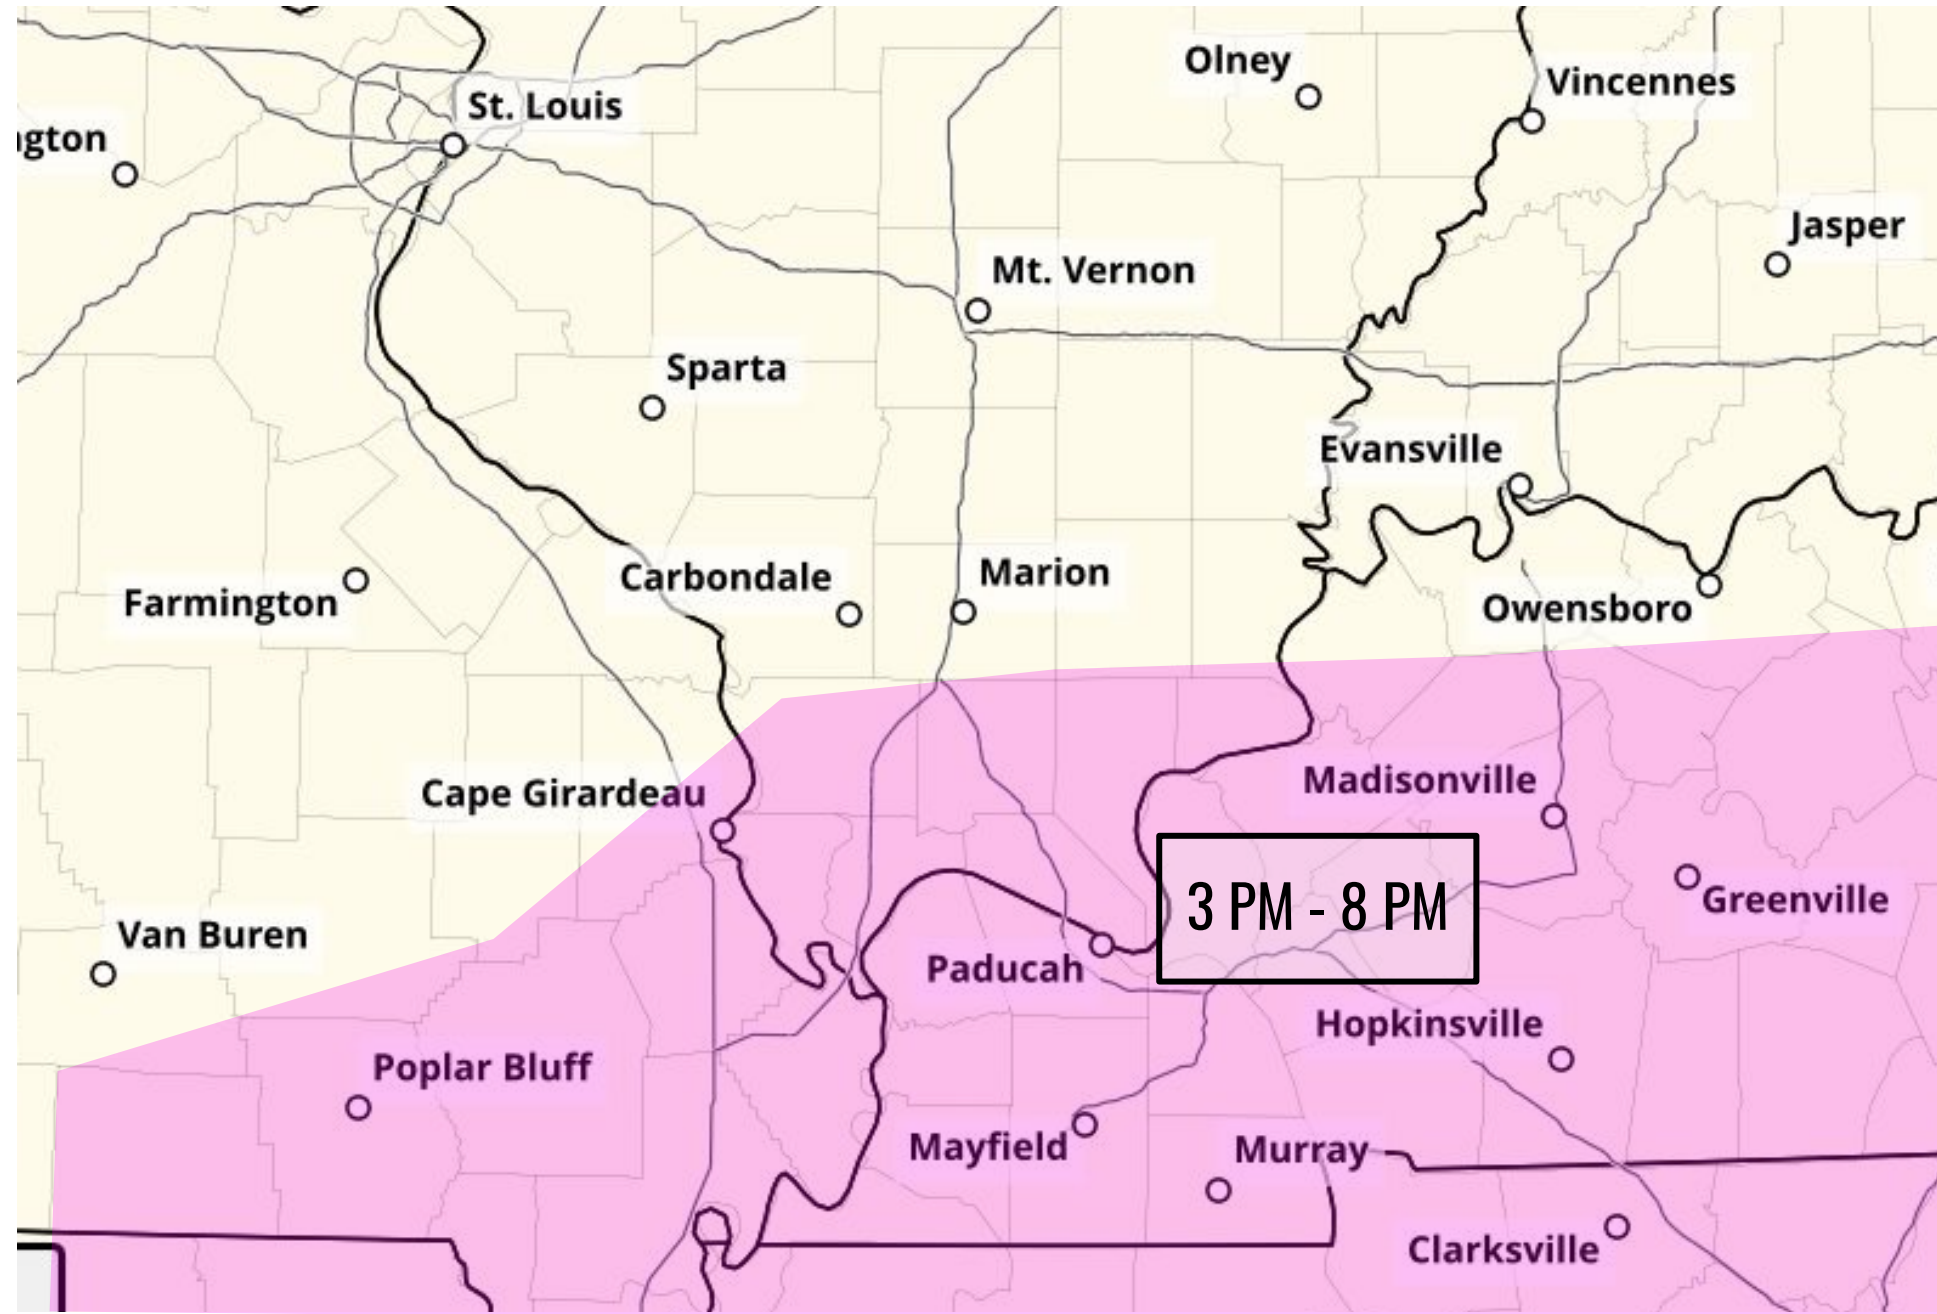 Olney
Vincennes
St. Louis
gton
Jasper
Mt. Vernon
Sparta
Evansville
Carbondale
Marion
Farmington
Owensboro
Madisonville
Cape Girardeau
3 PM - 8 PM
Greenville
Van Buren
Paducah
Hopkinsville
Poplar Bluff
Mayfield
Murray
Clarksville